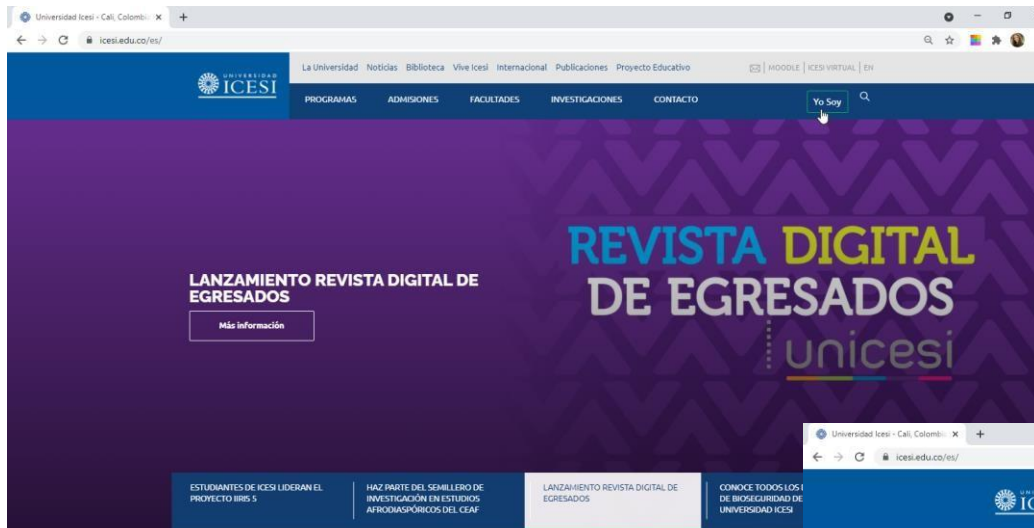 Universidad Icesi - Cali, Colombi
icesi.edu.co/es/
UNIVERSIDAD
ICESI
La Universidad Noticias Biblioteca Vive Icesi Internacional Publicaciones Proyecto Educativo
MOODLE | ICESI VIRTUAL | EN
PROGRAMAS ADMISIONES FACULTADES INVESTIGACIONES CONTACTO
Yo Soy
LANZAMIENTO REVISTA DIGITAL DE
EGRESADOS
Más información
REVISTA DIGITAL
DE EGRESADOS
unicesi
ESTUDIANTES DE ICESI LIDERAN EL
PROYECTO IIRIS 5
HAZ PARTE DEL SEMILLERO DE
INVESTIGACIÓN EN ESTUDIOS
AFRODIASPÓRICOS DEL CEAF
LANZAMIENTO REVISTA DIGITAL DE
EGRESADOS
CONOCE TODOS LOS
DE BIOSEGURIDAD DE
UNIVERSIDAD ICESI
Universidad Icesi - Cali, Colombi
icesi.edu.co/es/